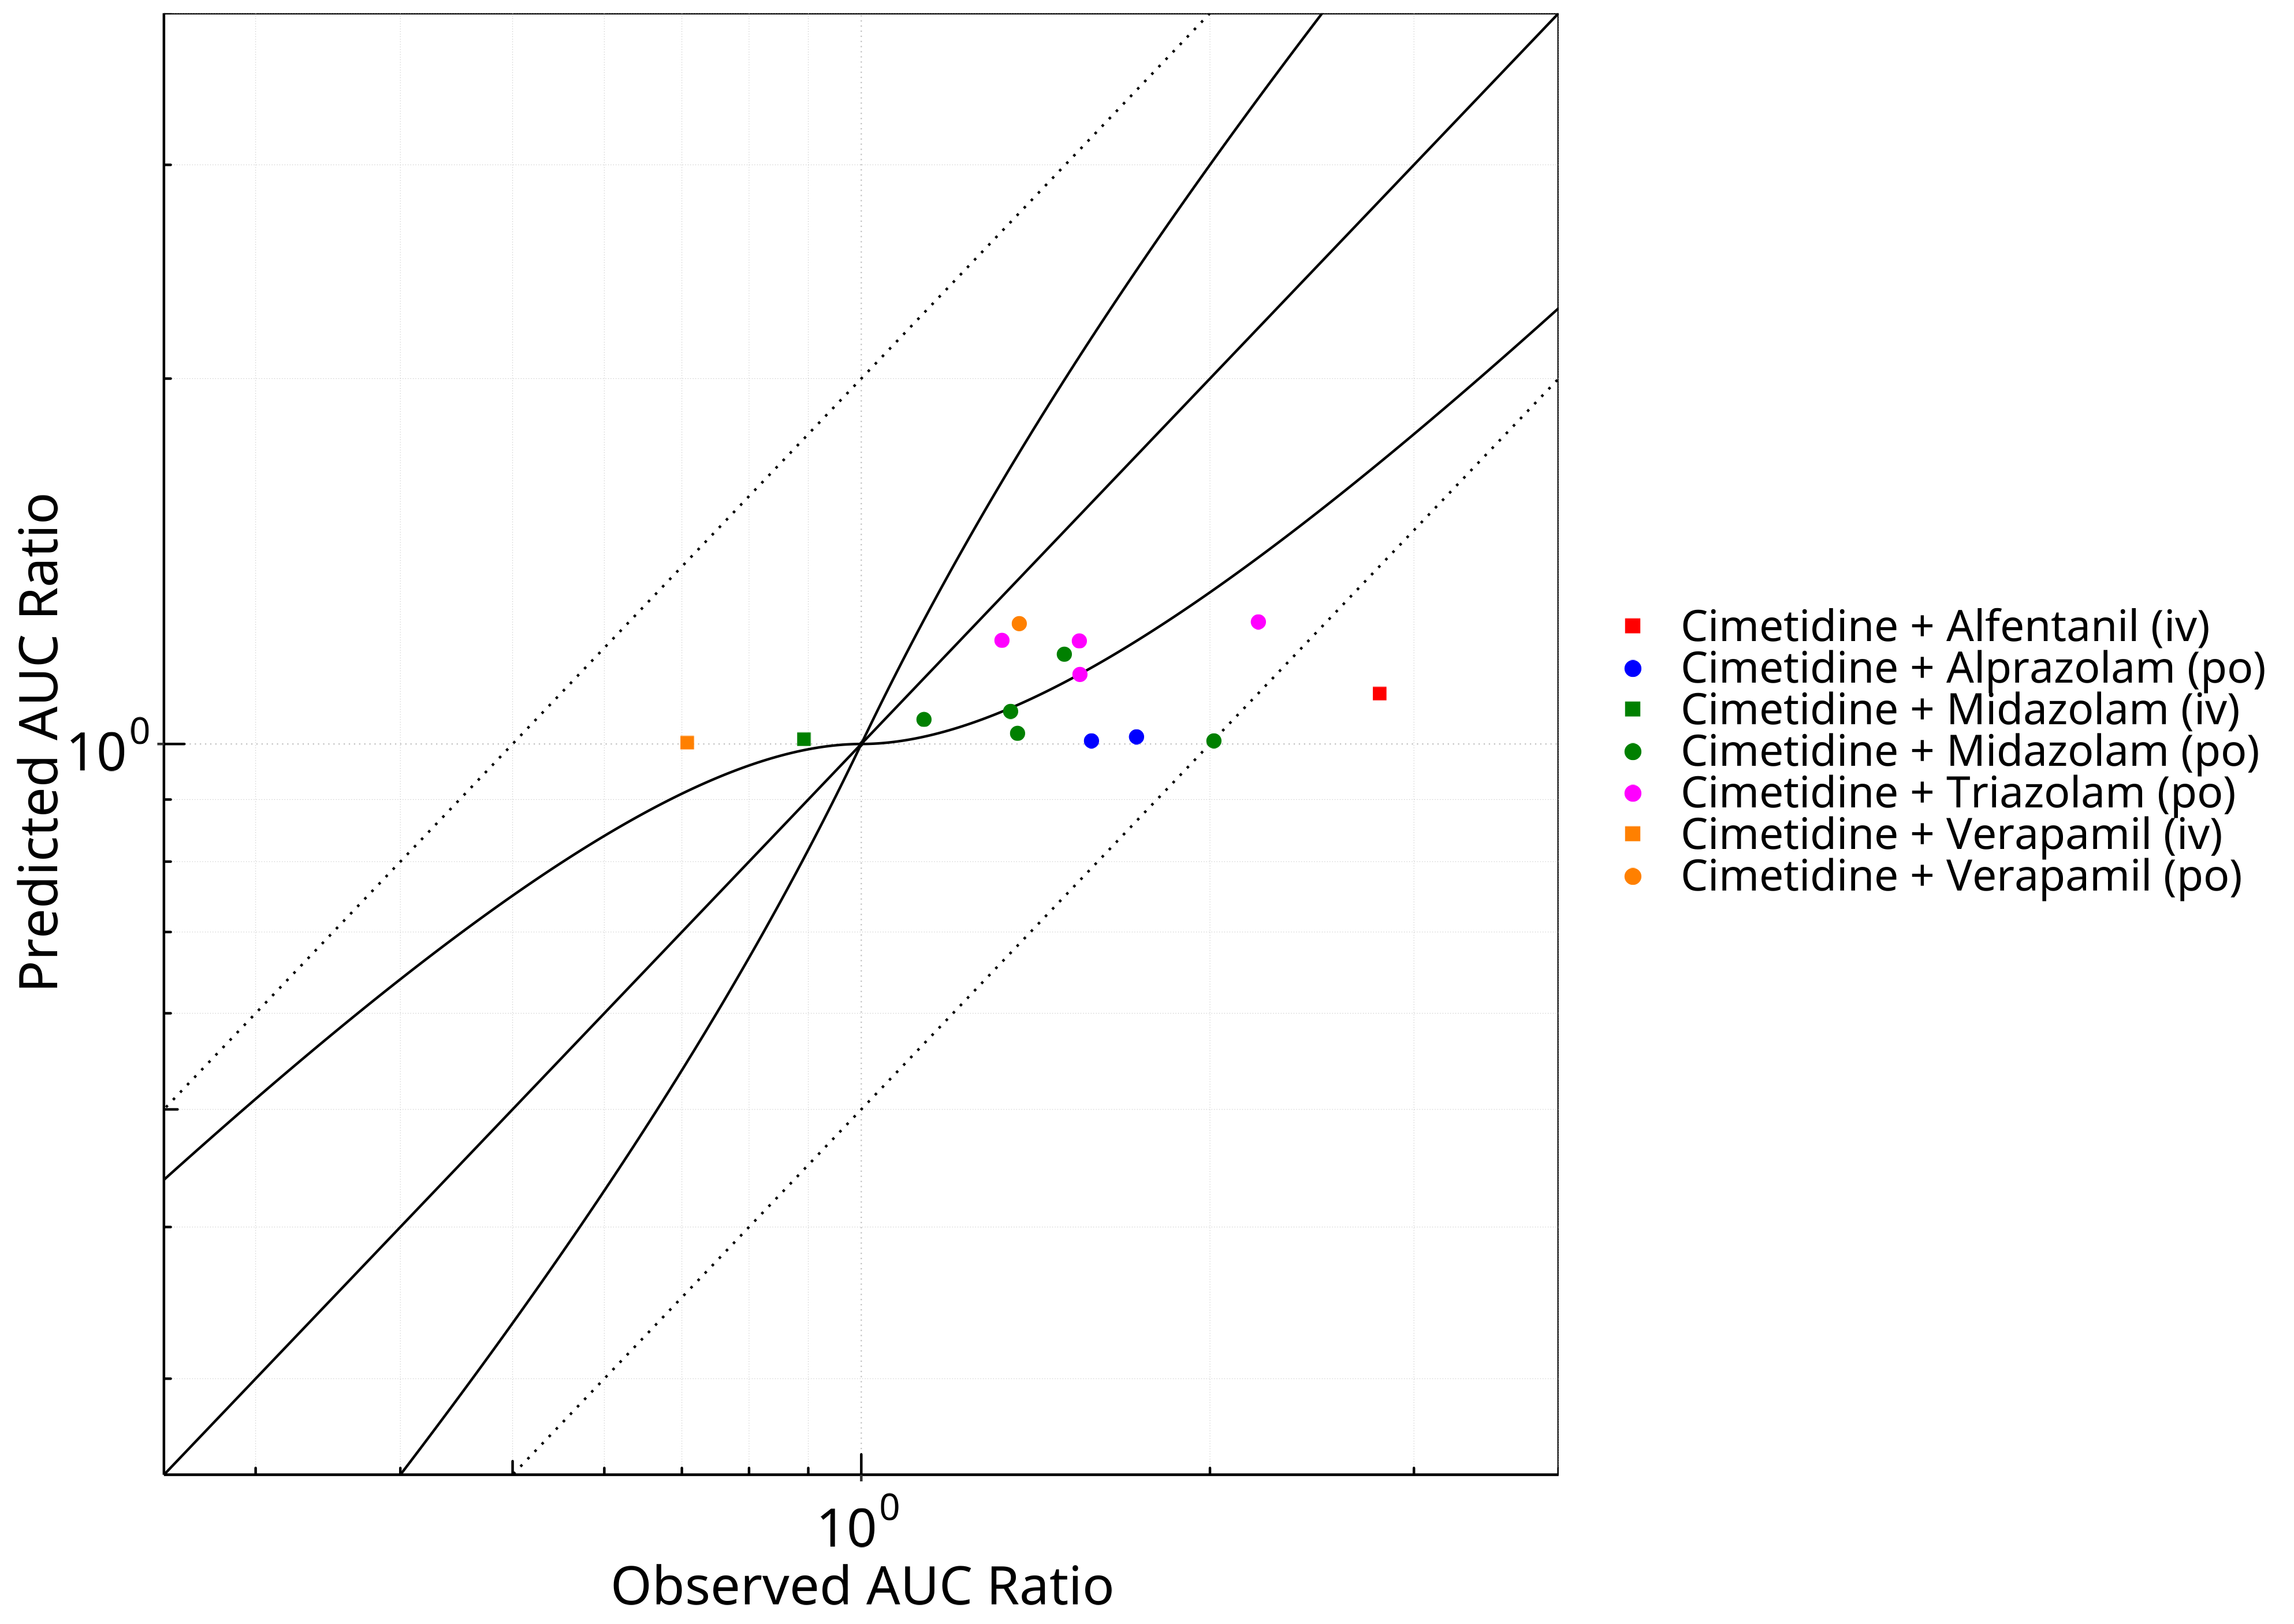 Predicted AUC Ratio
10^0
10^0
Observed AUC Ratio
Cimetidine + Alfentanil (iv)
Cimetidine + Alprazolam (po)
Cimetidine + Midazolam (iv)
Cimetidine + Midazolam (po)
Cimetidine + Triazolam (po)
Cimetidine + Verapamil (iv)
Cimetidine + Verapamil (po)